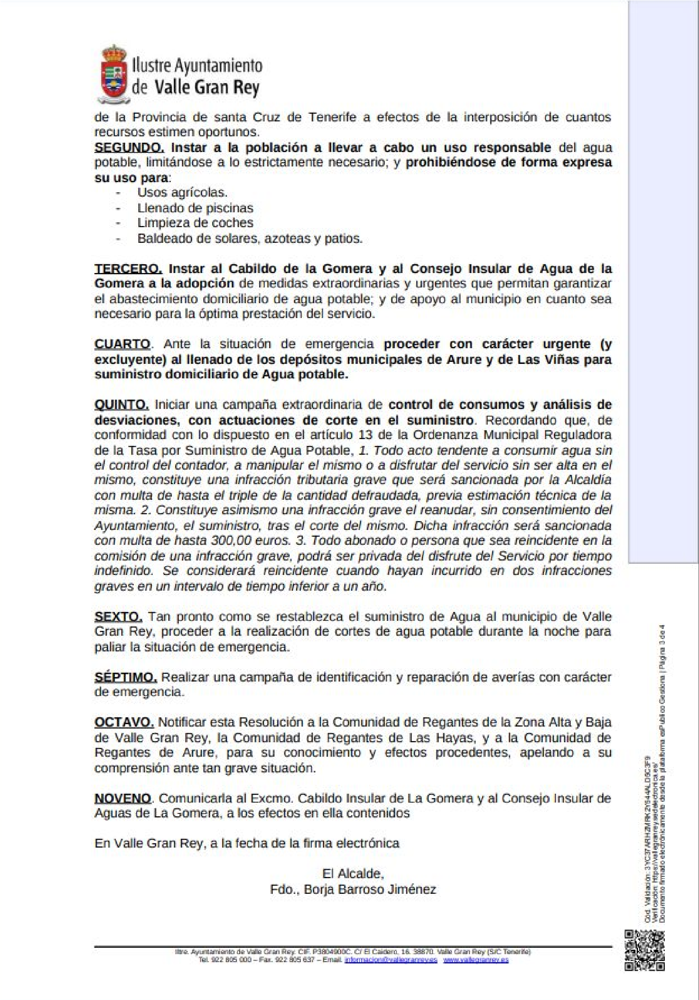 Ilustre Ayuntamiento
de Valle Gran Rey
de la Provincia de santa Cruz de Tenerife a efectos de la interposición de cuantos
recursos estimen oportunos.
SEGUNDO. Instar a la población a llevar a cabo un uso responsable del agua
potable, limitándose a lo estrictamente necesario; y prohibiéndose de forma expresa
su uso para:
- Usos agrícolas.
- Llenado de piscinas
- Limpieza de coches
- Baldeado de solares, azoteas y patios.
TERCERO. Instar al Cabildo de la Gomera y al Consejo Insular de Agua de la
Gomera a la adopción de medidas extraordinarias y urgentes que permitan garantizar
el abastecimiento domiciliario de agua potable; y de apoyo al municipio en cuanto sea
necesario para la óptima prestación del servicio.
CUARTO. Ante la situación de emergencia proceder con carácter urgente (y
excluyente) al llenado de los depósitos municipales de Arure y de Las Viñas para
suministro domiciliario de Agua potable.
QUINTO. Iniciar una campaña extraordinaria de control de consumos y análisis de
desviaciones, con actuaciones de corte en el suministro. Recordando que, de
conformidad con lo dispuesto en el artículo 13 de la Ordenanza Municipal Reguladora
de la Tasa por Suministro de Agua Potable, 1. Todo acto tendente a consumir agua sin
el control del contador, a manipular el mismo o a disfrutar del servicio sin ser alta en el
mismo, constituye una infracción tributaria grave que será sancionada por la Alcaldía
con multa de hasta el triple de la cantidad defraudada, previa estimación técnica de la
misma. 2. Constituye asimismo una infracción grave el reanudar, sin consentimiento del
Ayuntamiento, el suministro, tras el corte del mismo. Dicha infracción será sancionada
con multa de hasta 300,00 euros. 3. Todo abonado o persona que sea reincidente en la
comisión de una infracción grave, podrá ser privada del disfrute del Servicio por tiempo
indefinido. Se considerará reincidente cuando hayan incurrido en dos infracciones
graves en un intervalo de tiempo inferior a un año.
SEXTO. Tan pronto como se restablezca el suministro de Agua al municipio de Valle
Gran Rey, proceder a la realización de cortes de agua potable durante la noche para
paliar la situación de emergencia.
SÉPTIMO. Realizar una campaña de identificación y reparación de averías con carácter
de emergencia.
OCTAVO. Notificar esta Resolución a la Comunidad de Regantes de la Zona Alta y Baja
de Valle Gran Rey, la Comunidad de Regantes de Las Hayas, y a la Comunidad de
Regantes de Arure, para su conocimiento y efectos procedentes, apelando a su
comprensión ante tan grave situación.
NOVENO. Comunicarla al Excmo. Cabildo Insular de La Gomera y al Consejo Insular de
Aguas de La Gomera, a los efectos en ella contenidos
En Valle Gran Rey, a la fecha de la firma electrónica
El Alcalde,
Fdo., Borja Barroso Jiménez
Iltre. Ayuntamiento de Valle Gran Rey. CIF. P3804900C. C/ El Caidero, 16. 38870. Valle Gran Rey (S/C Tenerife)
Tel. 922 805 000 – Fax. 922 805 637 – Email. informacion@vallegranrey.es www.vallegranrey.es
Cód. Validación:
Verificación: https://vallegranrey.sedelectronica.es/
Documento firmado electrónicamente desde la plataforma esPublico Gestiona | Página 3 de 4